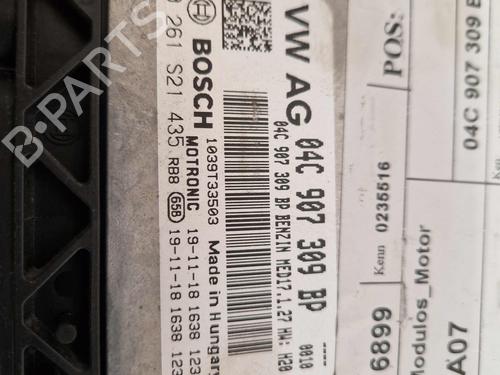 B-PARTS
VW AG 04C 907 309 BP
04C 907 309 BP BENZIN MED17.1.27 HW: H20
0010
----
BOSCH
1039T33503
MOTRONIC
Made in Hungary
261 S21 435
RB8
GSB
19-11-18 1638 123
19-11-18 1638 123
POS:
04C 907 309 B
Kenn 0235516
6899
Modulos_Motor
A07